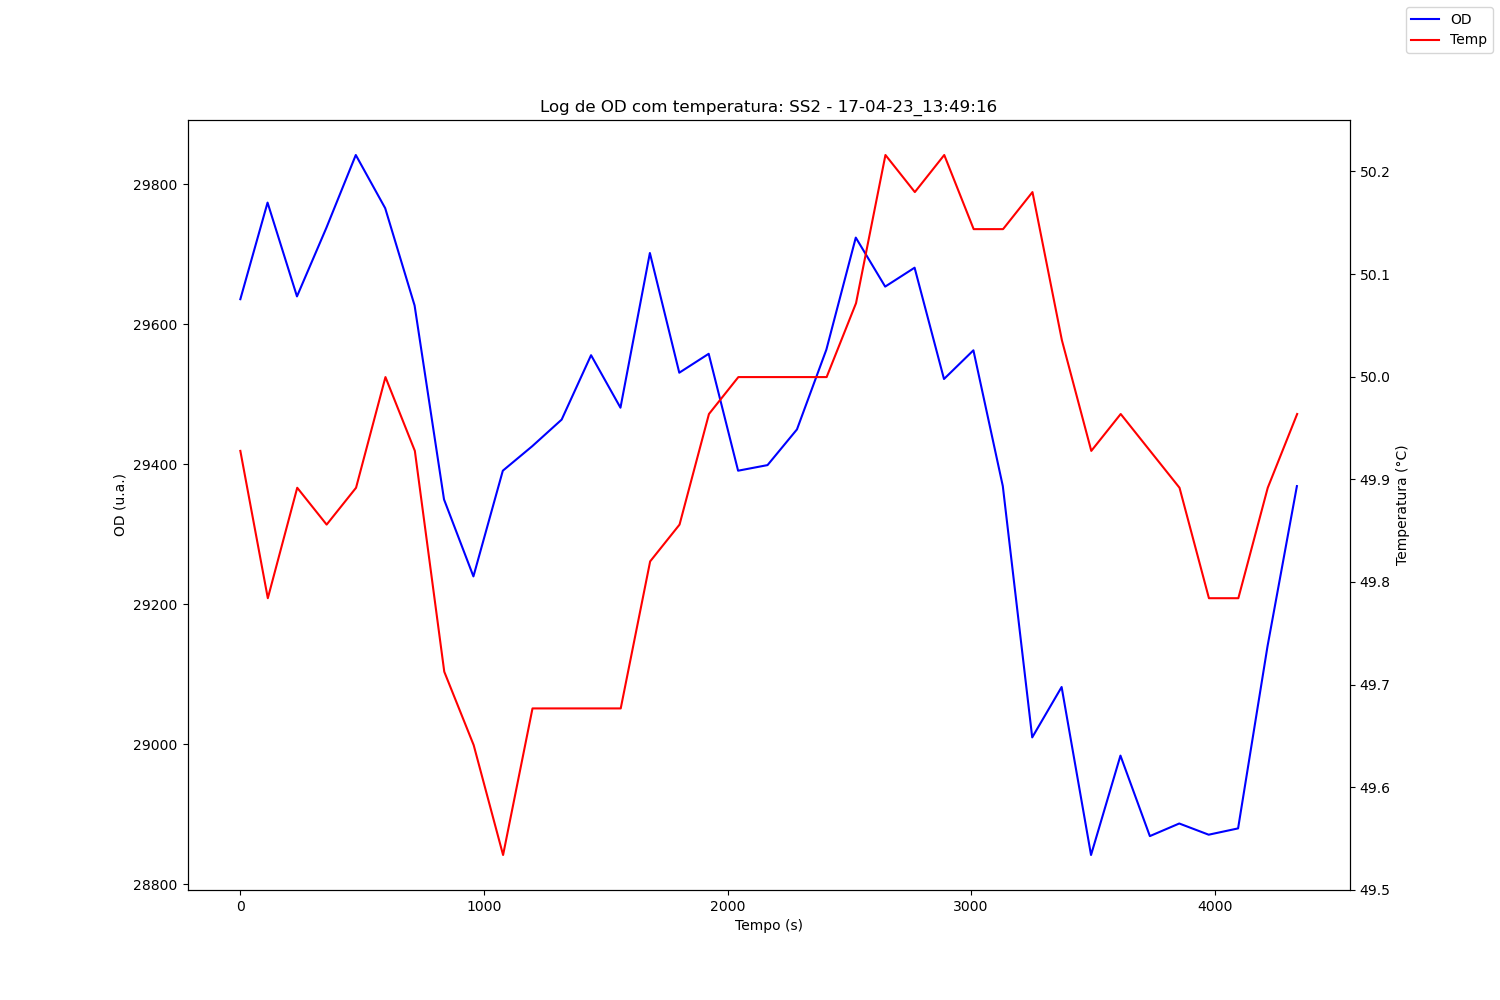 OD
Temp
Log de OD com temperatura: SS2 - 17-04-23_13:49:16
OD (u.a.)
29800
29600
29400
29200
29000
28800
50.2
50.1
50.0
49.9
49.8
49.7
49.6
49.5
Temperatura (°C)
0 1000 2000 3000 4000
Tempo (s)